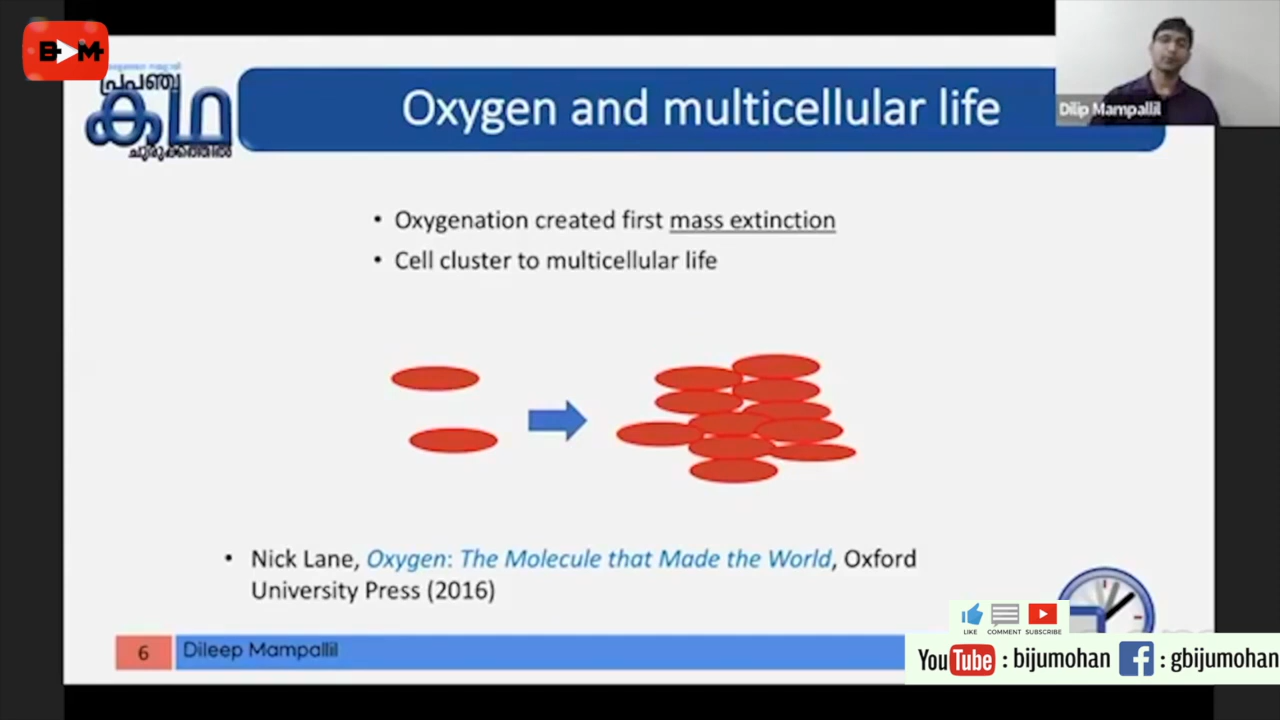 പ്രപഞ്ച
കഥ
ചുരുക്കത്തിൽ
Oxygen and multicellular life
Dilip Mampallil
• Oxygenation created first mass extinction
• Cell cluster to multicellular life
• Nick Lane, Oxygen: The Molecule that Made the World, Oxford
University Press (2016)
6
Dileep Mampallil
LIKE COMMENT SUBSCRIBE
YouTube : bijumohan f : gbijumohan